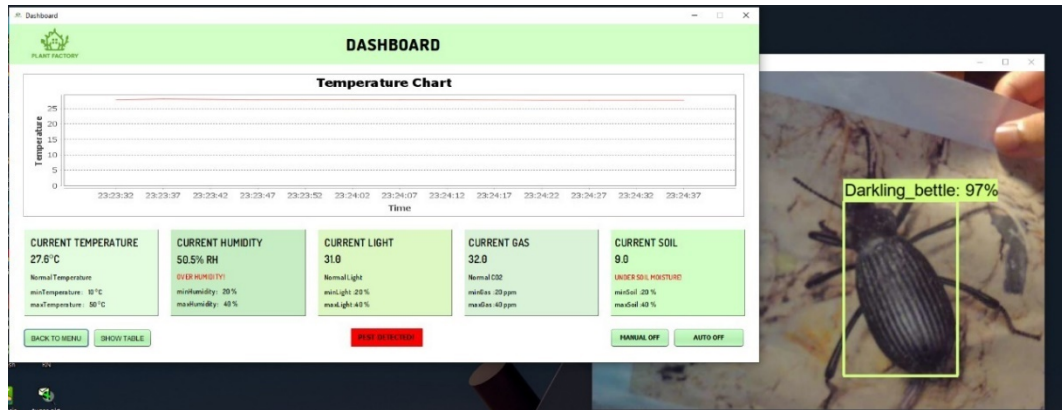 Dashboard
PLANT FACTORY
DASHBOARD
Temperature Chart
Temperature
25
20
15
10
5
0
23:23:32 23:23:37 23:23:42 23:23:47 23:23:52 23:24:02 23:24:07 23:24:12 23:24:17 23:24:22 23:24:27 23:24:32 23:24:37
Time
CURRENT TEMPERATURE
27.6°C
Normal Temperature
minTemperature: 10°C
maxTemperature: 50°C
CURRENT HUMIDITY
50.5% RH
OVER HUMIDITY!
minHumidity: 20%
maxHumidity: 40%
CURRENT LIGHT
31.0
Normal Light
minLight :20%
maxLight :40%
CURRENT GAS
32.0
Normal CO2
minGas :20 ppm
maxGas :40 ppm
CURRENT SOIL
9.0
UNDER SOIL MOISTURE!
minSoil :20 %
maxSoil :40 %
BACK TO MENU
SHOW TABLE
PEST DETECTED!
MANUAL OFF
AUTO OFF
Darkling_bettle: 97%
EN